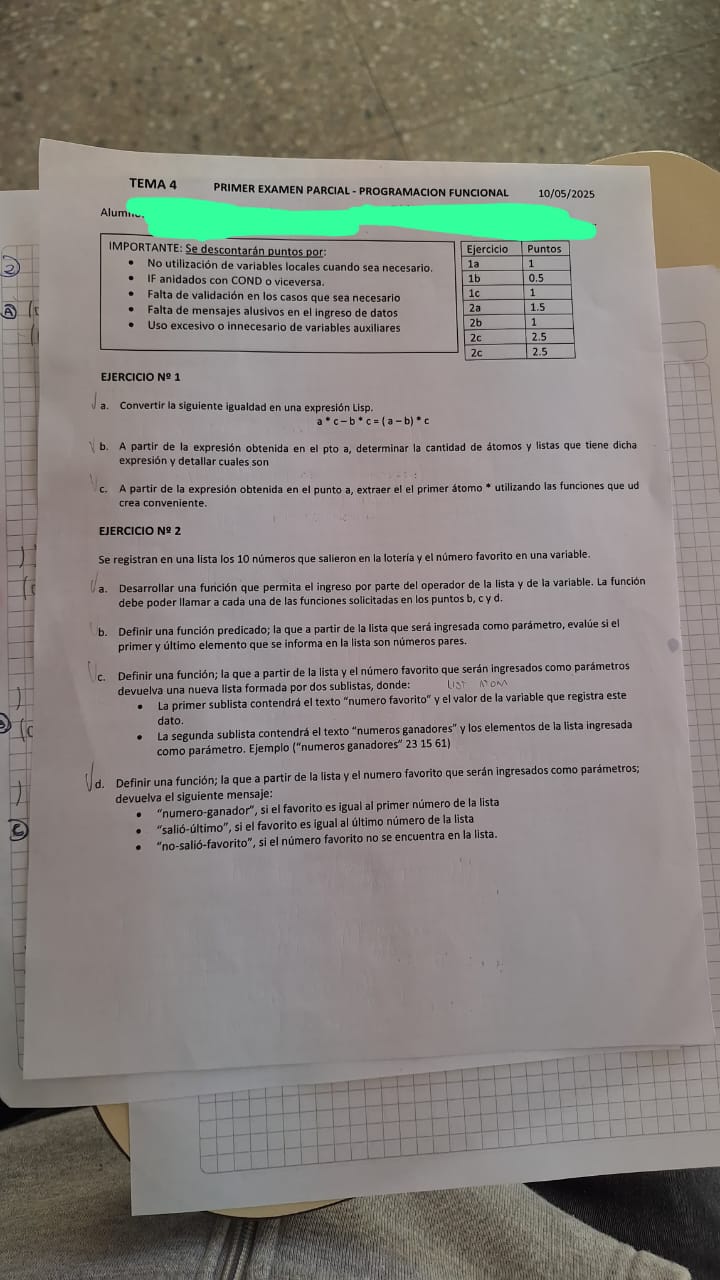 TEMA 4 PRIMER EXAMEN PARCIAL - PROGRAMACION FUNCIONAL 10/05/2025
IMPORTANTE: Se descontarán puntos por:
• No utilización de variables locales cuando sea necesario.
• IF anidados con COND o viceversa.
• Falta de validación en los casos que sea necesario
• Falta de mensajes alusivos en el ingreso de datos
• Uso excesivo o innecesario de variables auxiliares
Ejercicio Puntos
1a 1
1b 0.5
1c 1
2a 1.5
2b 1
2c 2.5
2c 2.5
EJERCICIO Nº 1
a. Convertir la siguiente igualdad en una expresión Lisp.
a * c – b * c = ( a – b) * c
b. A partir de la expresión obtenida en el pto a, determinar la cantidad de átomos y listas que tiene dicha
expresión y detallar cuales son
c. A partir de la expresión obtenida en el punto a, extraer el el primer átomo * utilizando las funciones que ud
crea conveniente.
EJERCICIO Nº 2
Se registran en una lista los 10 números que salieron en la lotería y el número favorito en una variable.
a. Desarrollar una función que permita el ingreso por parte del operador de la lista y de la variable. La función
debe poder llamar a cada una de las funciones solicitadas en los puntos b, c y d.
b. Definir una función predicado; la que a partir de la lista que será ingresada como parámetro, evalúe si el
primer y último elemento que se informa en la lista son números pares.
c. Definir una función; la que a partir de la lista y el número favorito que serán ingresados como parámetros
devuelva una nueva lista formada por dos sublistas, donde: LIST ATOM
• La primer sublista contendrá el texto “numero favorito” y el valor de la variable que registra este
dato.
• La segunda sublista contendrá el texto “numeros ganadores” y los elementos de la lista ingresada
como parámetro. Ejemplo (“numeros ganadores” 23 15 61)
d. Definir una función; la que a partir de la lista y el numero favorito que serán ingresados como parámetros;
devuelva el siguiente mensaje:
• “numero-ganador”, si el favorito es igual al primer número de la lista
• “salió-último”, si el favorito es igual al último número de la lista
• “no-salió-favorito”, si el número favorito no se encuentra en la lista.